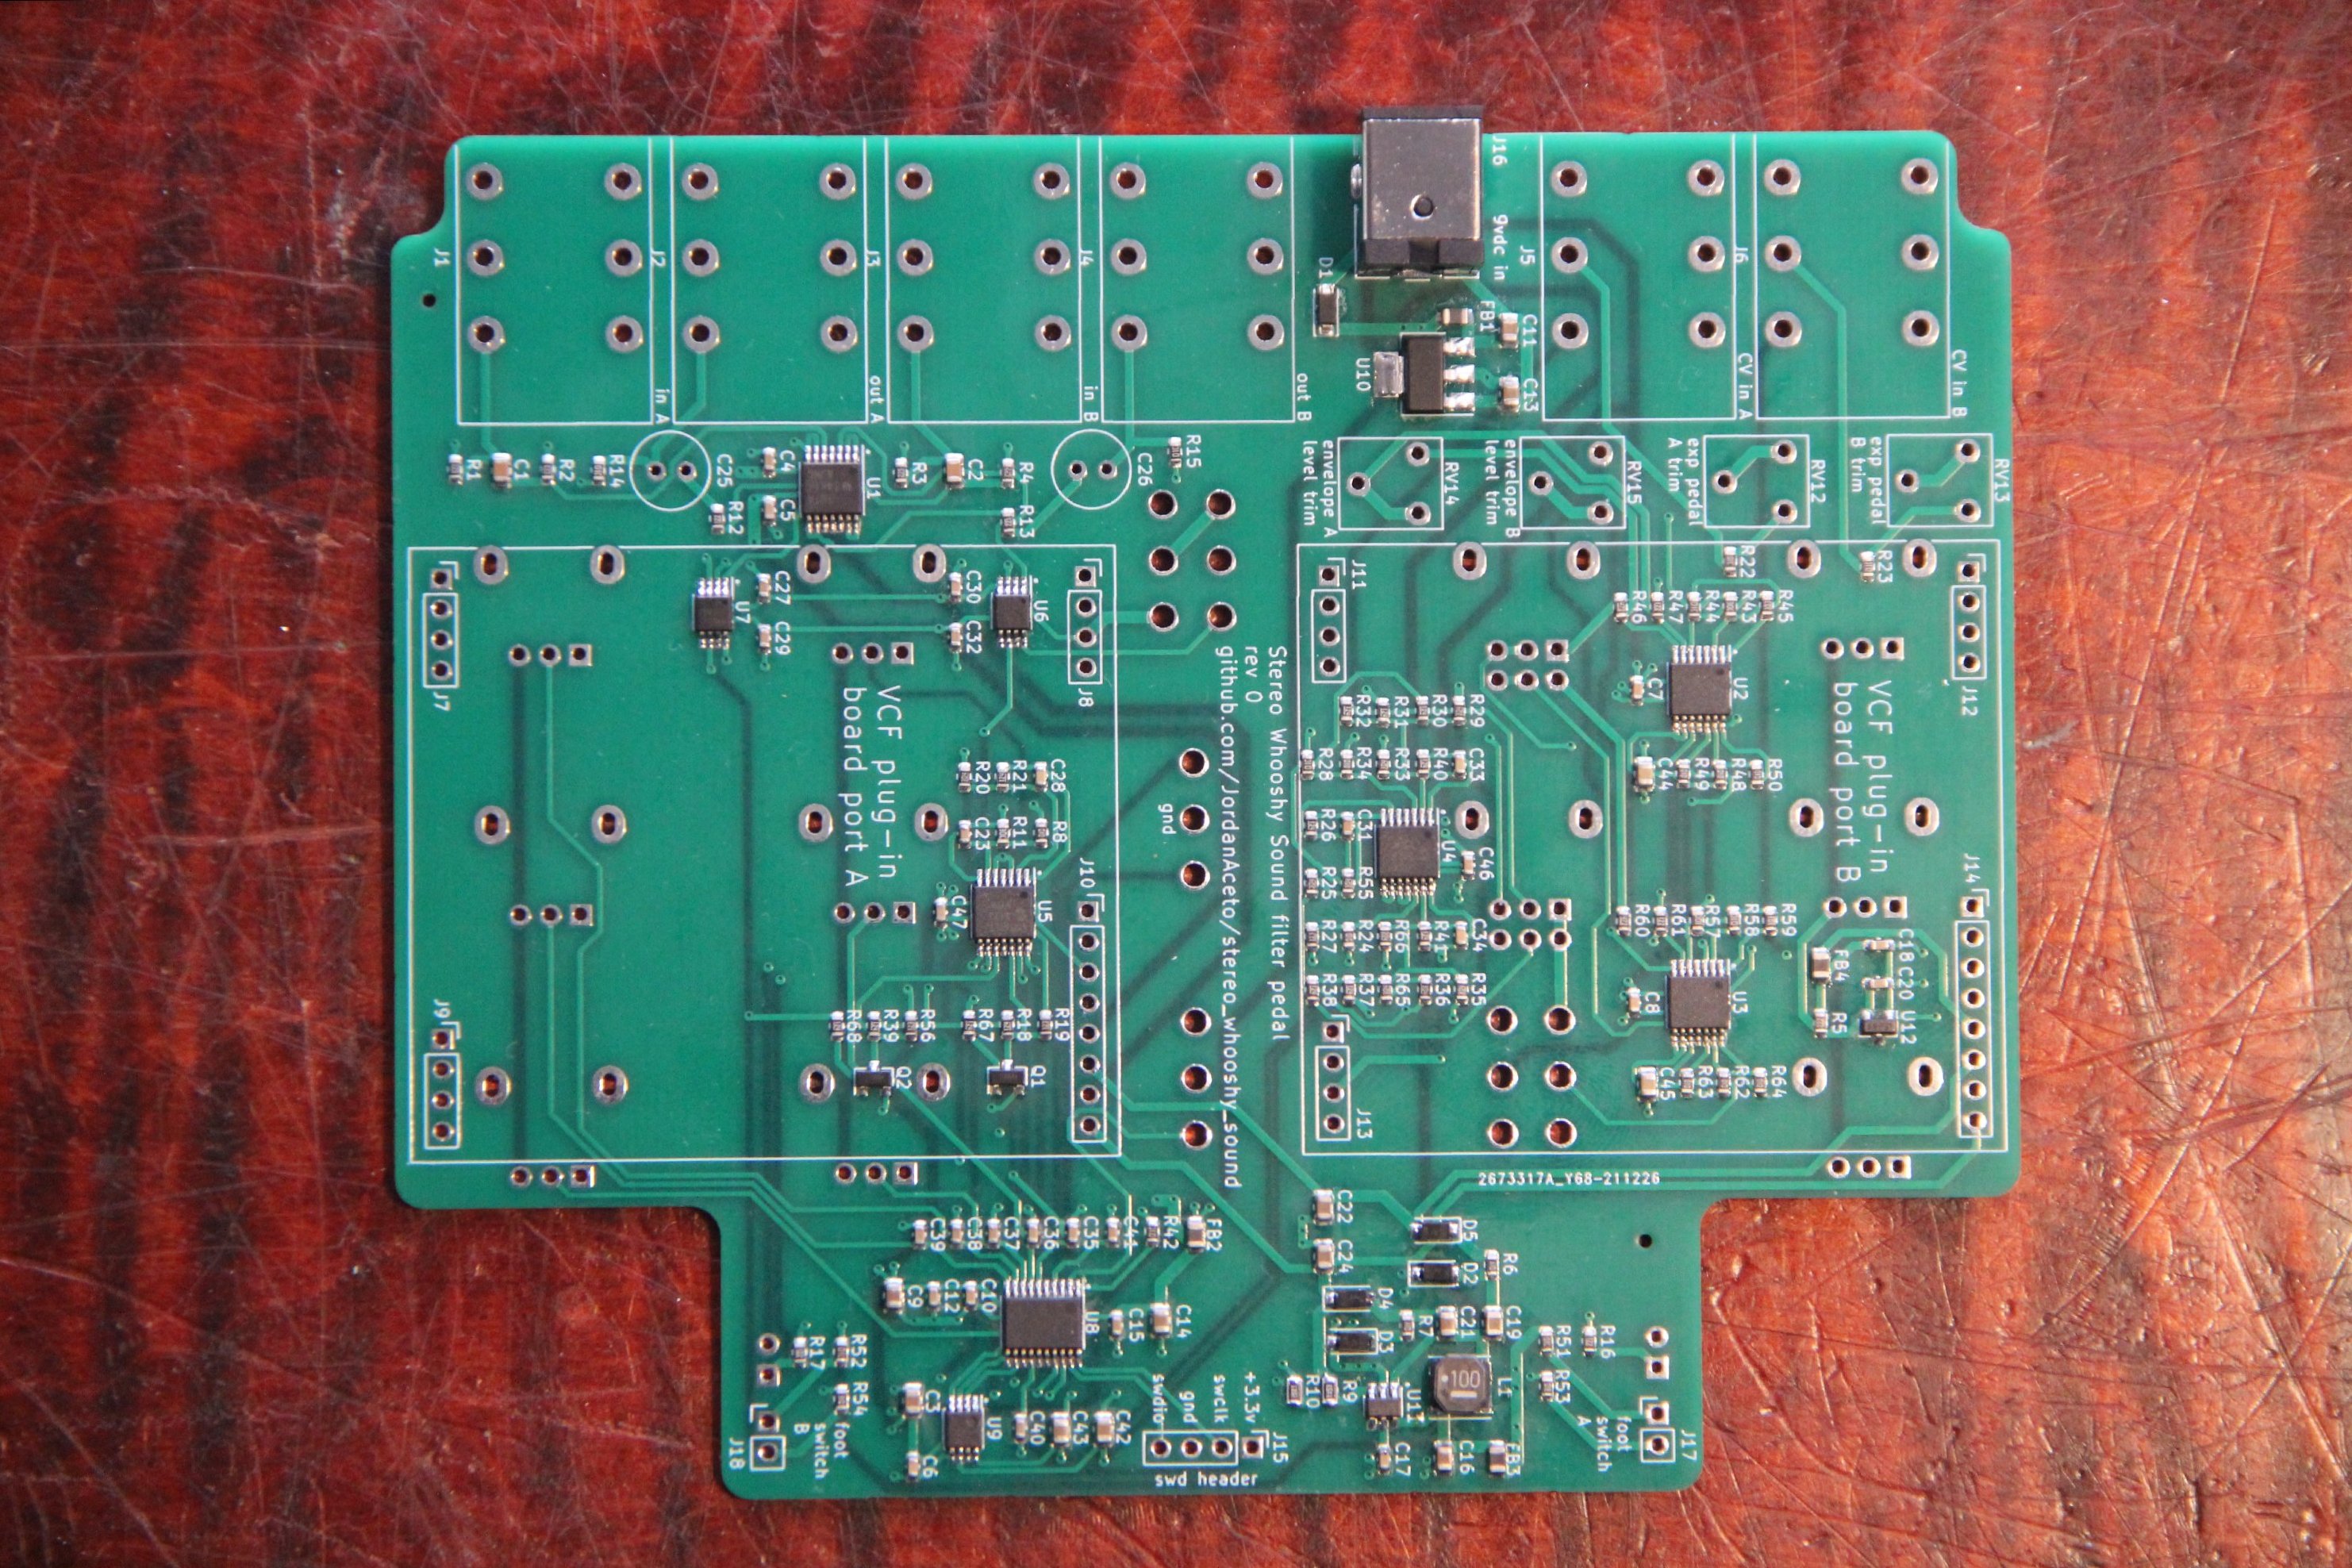 J16
9vdc in
J1
J2
J3
J4
J5
J6
in A
out A
in B
out B
CV in A
CV in B
D1
FB1
C11
U10
C13
R1
C1
R2
R14
C25
C4
U1
R3
C2
R4
C26
R15
R12
C5
R13
envelope A
level trim
RV14
envelope B
level trim
RV15
exp pedal
A trim
RV12
exp pedal
B trim
RV13
J7
U7
C27
C29
C30
C32
U6
J8
VCF plug-in
board port A
R20
R21
C28
C23
R11
R8
C47
U5
J10
J9
R68
R39
R56
R67
R18
R19
Q2
Q1
gnd
Stereo Whooshy Sound filter pedal
rev 0
github.com/JordanAceto/stereo_whooshy_sound
J11
R22
R23
J12
R46
R47
R44
R43
R45
C7
U2
VCF plug-in
board port B
R32
R31
R30
R29
R28
R34
R33
R40
C33
C44
R49
R48
R50
R26
C31
U4
C46
R25
R55
R27
R24
R66
R41
C34
R38
R37
R65
R36
R35
R60
R61
R57
R58
R59
C8
U3
J14
FB4
C18
C20
R5
U12
C45
R63
R62
R64
J13
2673317A_Y68-211226
C39
C38
C37
C36
C35
C41
R42
FB2
C9
C12
C10
U8
C15
C14
C22
C24
D5
D2
R6
D4
D3
R7
C21
C19
R51
R16
R17
R52
R54
foot
switch
B
J18
C3
U9
C40
C43
C42
C6
swdio
gnd
swclk
+3.3v
J15
swd header
R10
R9
U11
100
L1
C17
C16
FB3
R53
foot
switch
A
J17